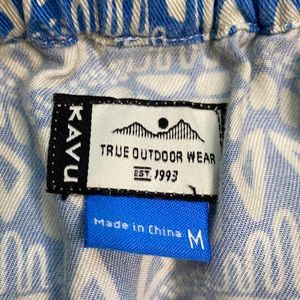 KAVU
TRUE OUTDOOR WEAR
EST. 1993
Made in China M